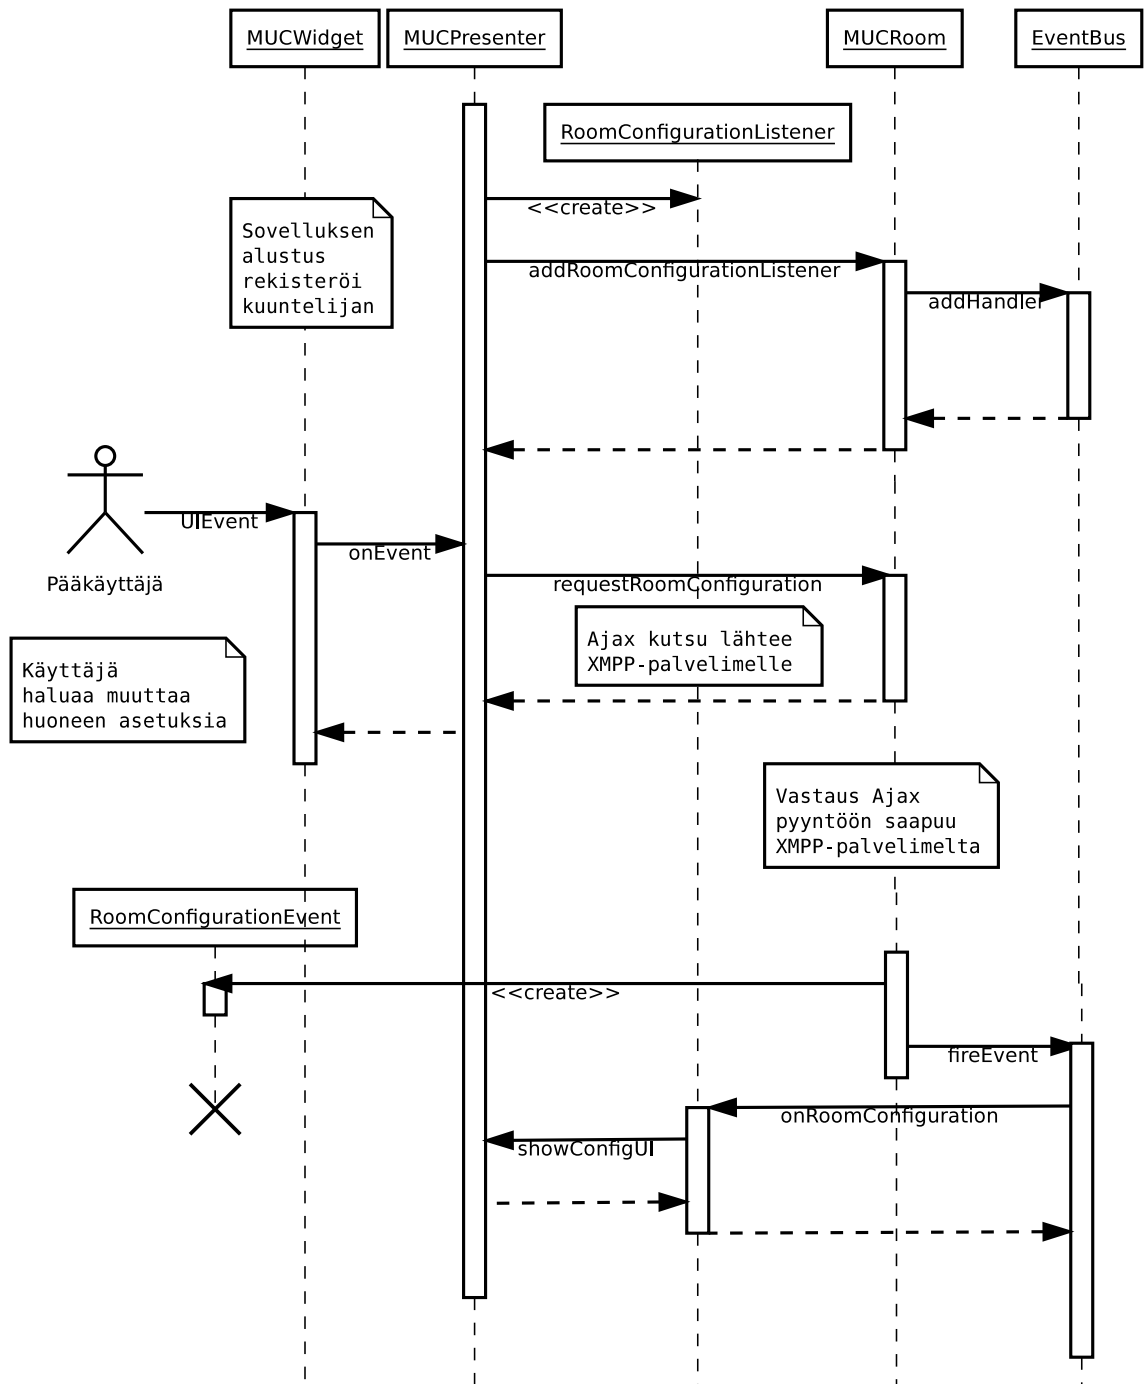 MUCWidget
MUCPresenter
MUCRoom
EventBus
RoomConfigurationListener
<<create>>
Sovelluksen
alustus
rekisteröi
kuuntelijan
addRoomConfigurationListener
addHandler
UIEvent
onEvent
Pääkäyttäjä
requestRoomConfiguration
Ajax kutsu lähtee
XMPP-palvelimelle
Käyttäjä
haluaa muuttaa
huoneen asetuksia
Vastaus Ajax
pyyntöön saapuu
XMPP-palvelimelta
RoomConfigurationEvent
<<create>>
fireEvent
onRoomConfiguration
showConfigUI